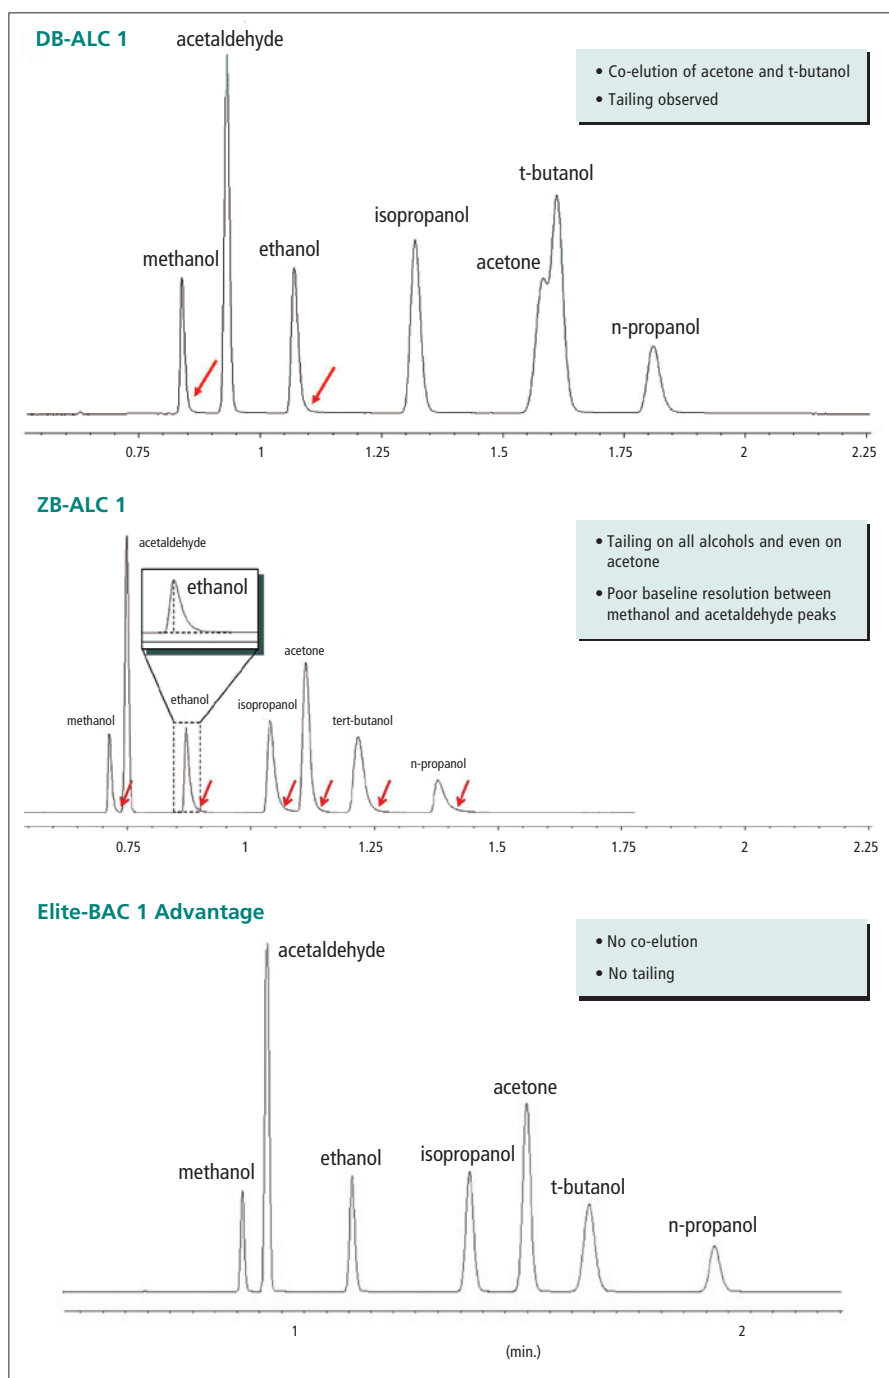 DB-ALC 1
acetaldehyde
• Co-elution of acetone and t-butanol
• Tailing observed
t-butanol
isopropanol
methanol
ethanol
acetone
n-propanol
0.75 1 1.25 1.5 1.75 2 2.25
ZB-ALC 1
acetaldehyde
• Tailing on all alcohols and even on
acetone
• Poor baseline resolution between
methanol and acetaldehyde peaks
ethanol
acetone
ethanol
isopropanol
methanol
tert-butanol
n-propanol
0.75 1 1.25 1.5 1.75 2 2.25
Elite-BAC 1 Advantage
acetaldehyde
• No co-elution
• No tailing
acetone
methanol
ethanol
isopropanol
t-butanol
n-propanol
1 2
(min.)